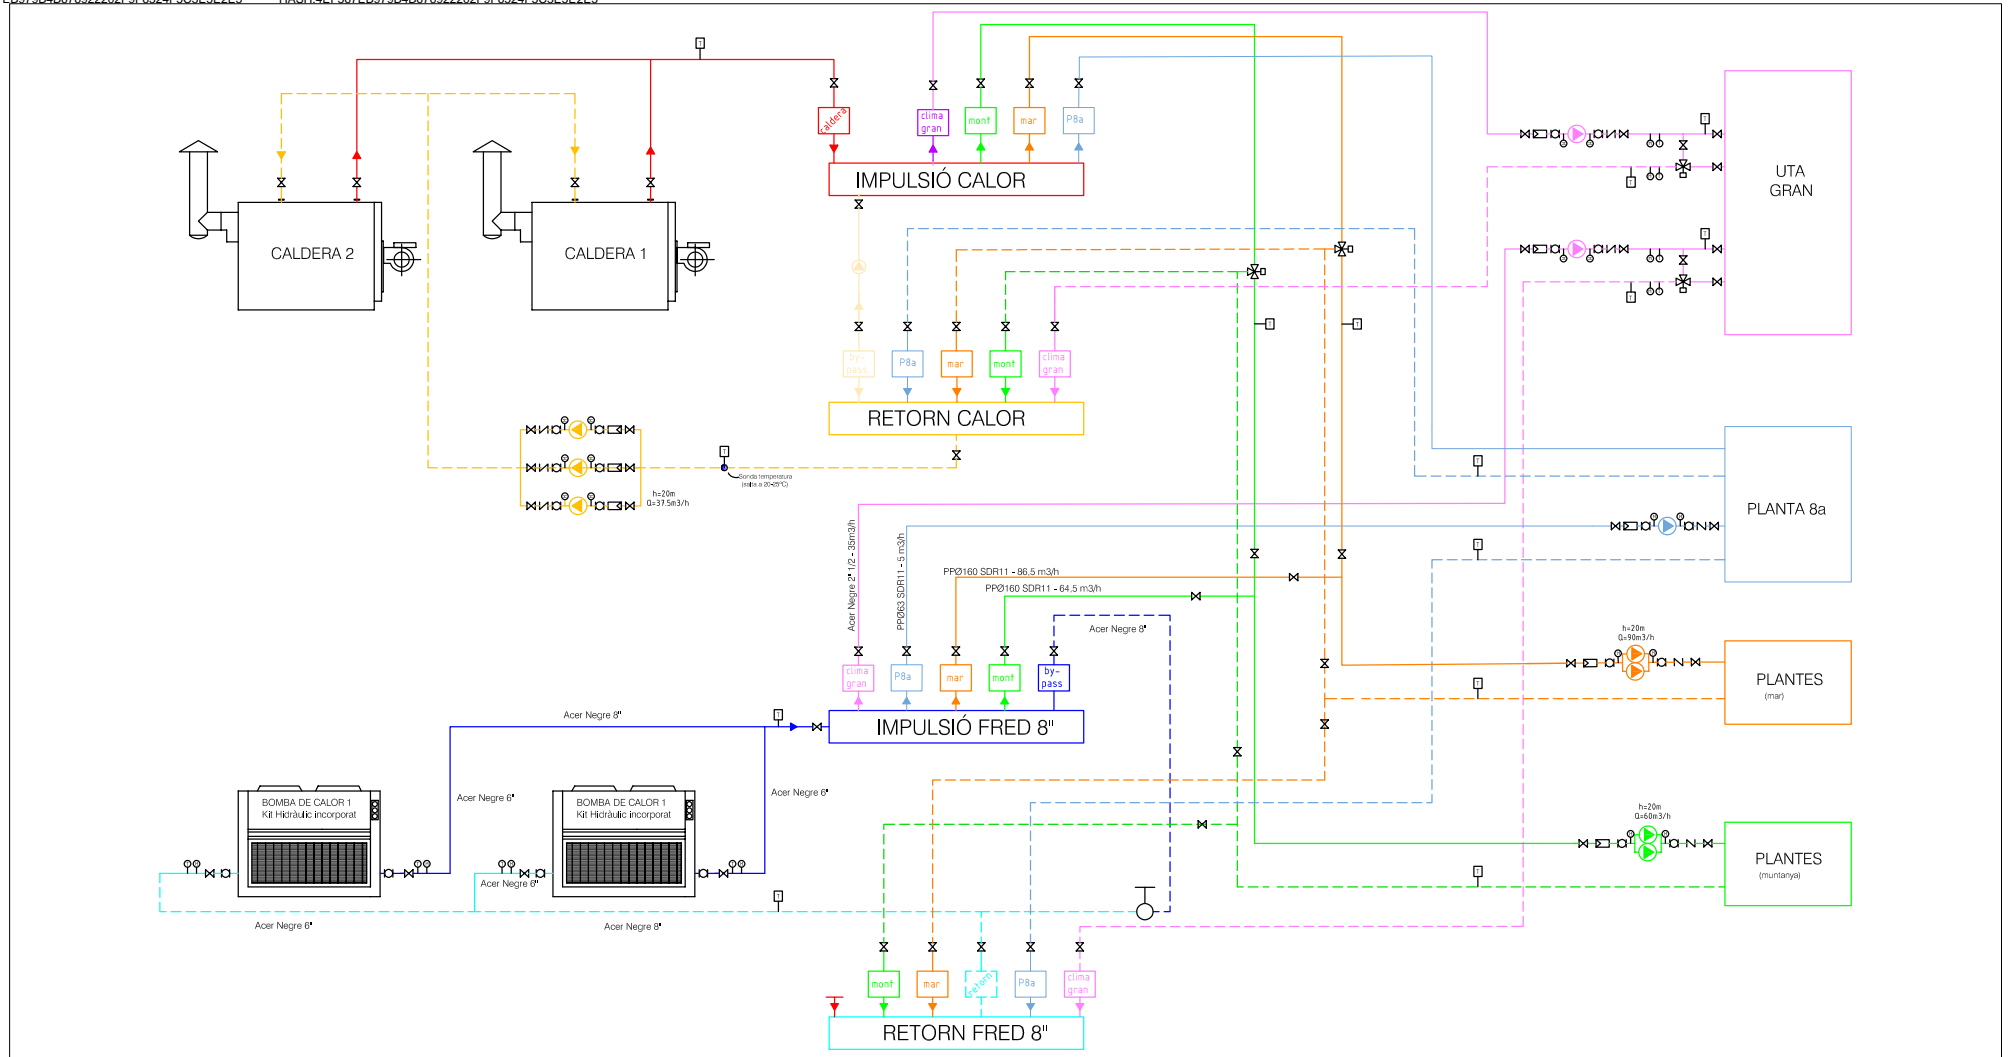 caldera
clima
gran
mont
mar
P8a
IMPULSIÓ CALOR
UTA
GRAN
CALDERA 2
CALDERA 1
T
T
T
T
T
T
T
by-
pass
P8a
mar
mont
clima
gran
RETORN CALOR
T
Sonda temperatura
(salta a 20-25°C)
h=20m
Q=37.5m3/h
T
PLANTA 8a
T
Acer Negre 2" 1/2 - 35m3/h
PPØ63 SDR11 - 5 m3/h
PPØ160 SDR11 - 86,5 m3/h
PPØ160 SDR11 - 64,5 m3/h
Acer Negre 8"
h=20m
Q=90m3/h
clima
gran
P8a
mar
mont
by-
pass
T
PLANTES
(mar)
Acer Negre 8"
T
IMPULSIÓ FRED 8"
BOMBA DE CALOR 1
Kit Hidràulic incorporat
Acer Negre 6"
BOMBA DE CALOR 1
Kit Hidràulic incorporat
Acer Negre 6"
h=20m
Q=60m3/h
PLANTES
(muntanya)
T
Acer Negre 6"
T
Acer Negre 6"
Acer Negre 8"
mont
mar
retorn
P8a
clima
gran
RETORN FRED 8"